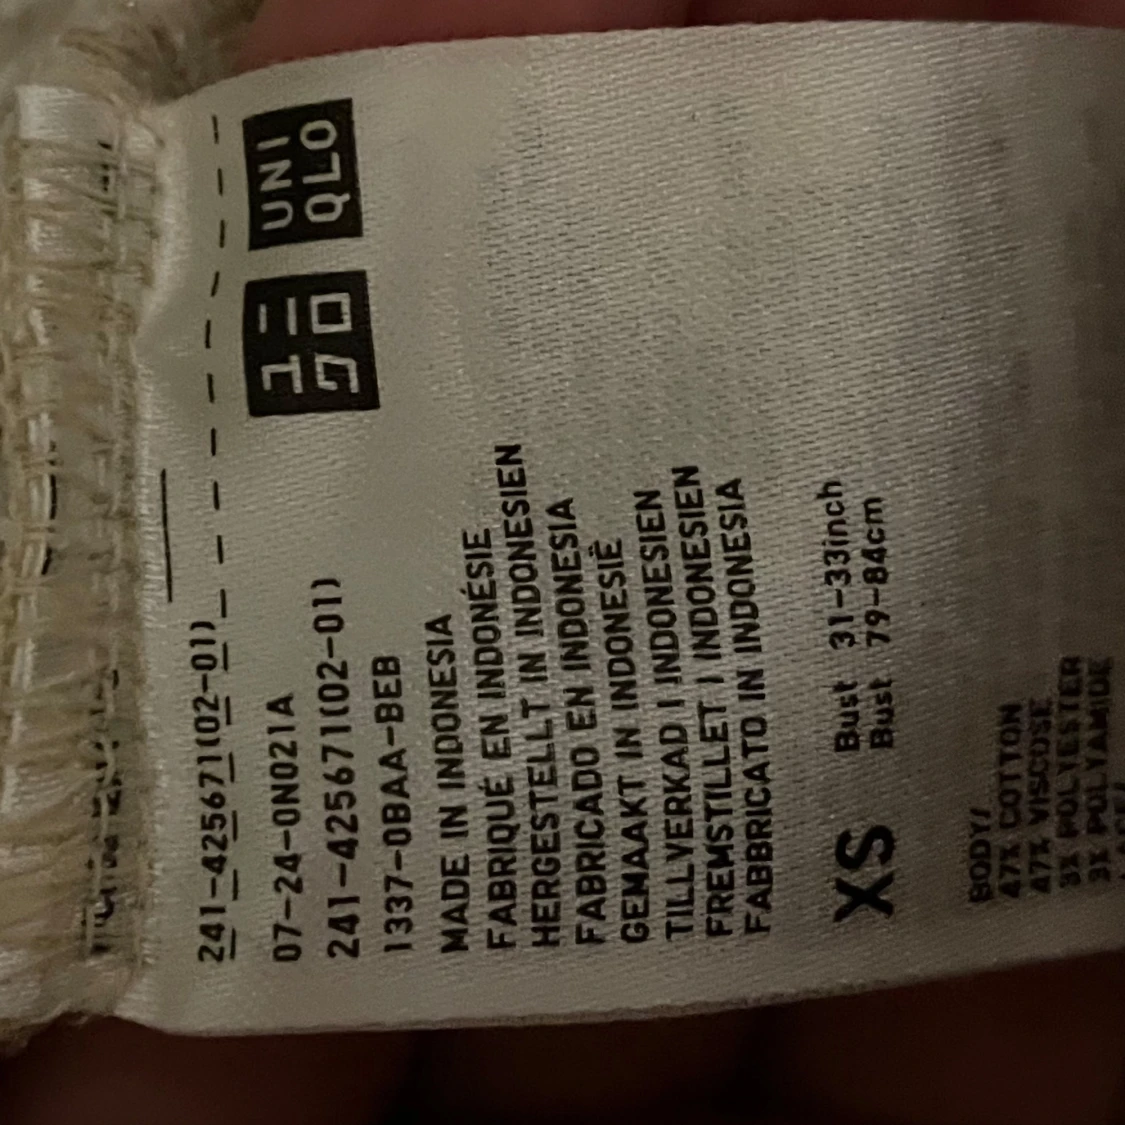 241-425671(02-01)
UNI
QLO
ユニ
クロ
07-24-0N021A
241-425671(02-01)
1337-0BAA-BEB
MADE IN INDONESIA
FABRIQUÉ EN INDONÉSIE
HERGESTELLT IN INDONESIEN
FABRICADO EN INDONESIA
GEMAAKT IN INDONESIË
TILLVERKAD I INDONESIEN
FREMSTILLET I INDONESIEN
FABBRICATO IN INDONESIA
XS
Bust 31-33inch
Bust 79-84cm
BODY/
47% COTTON
47% VISCOSE
3% POLYESTER
3% POLYAMIDE